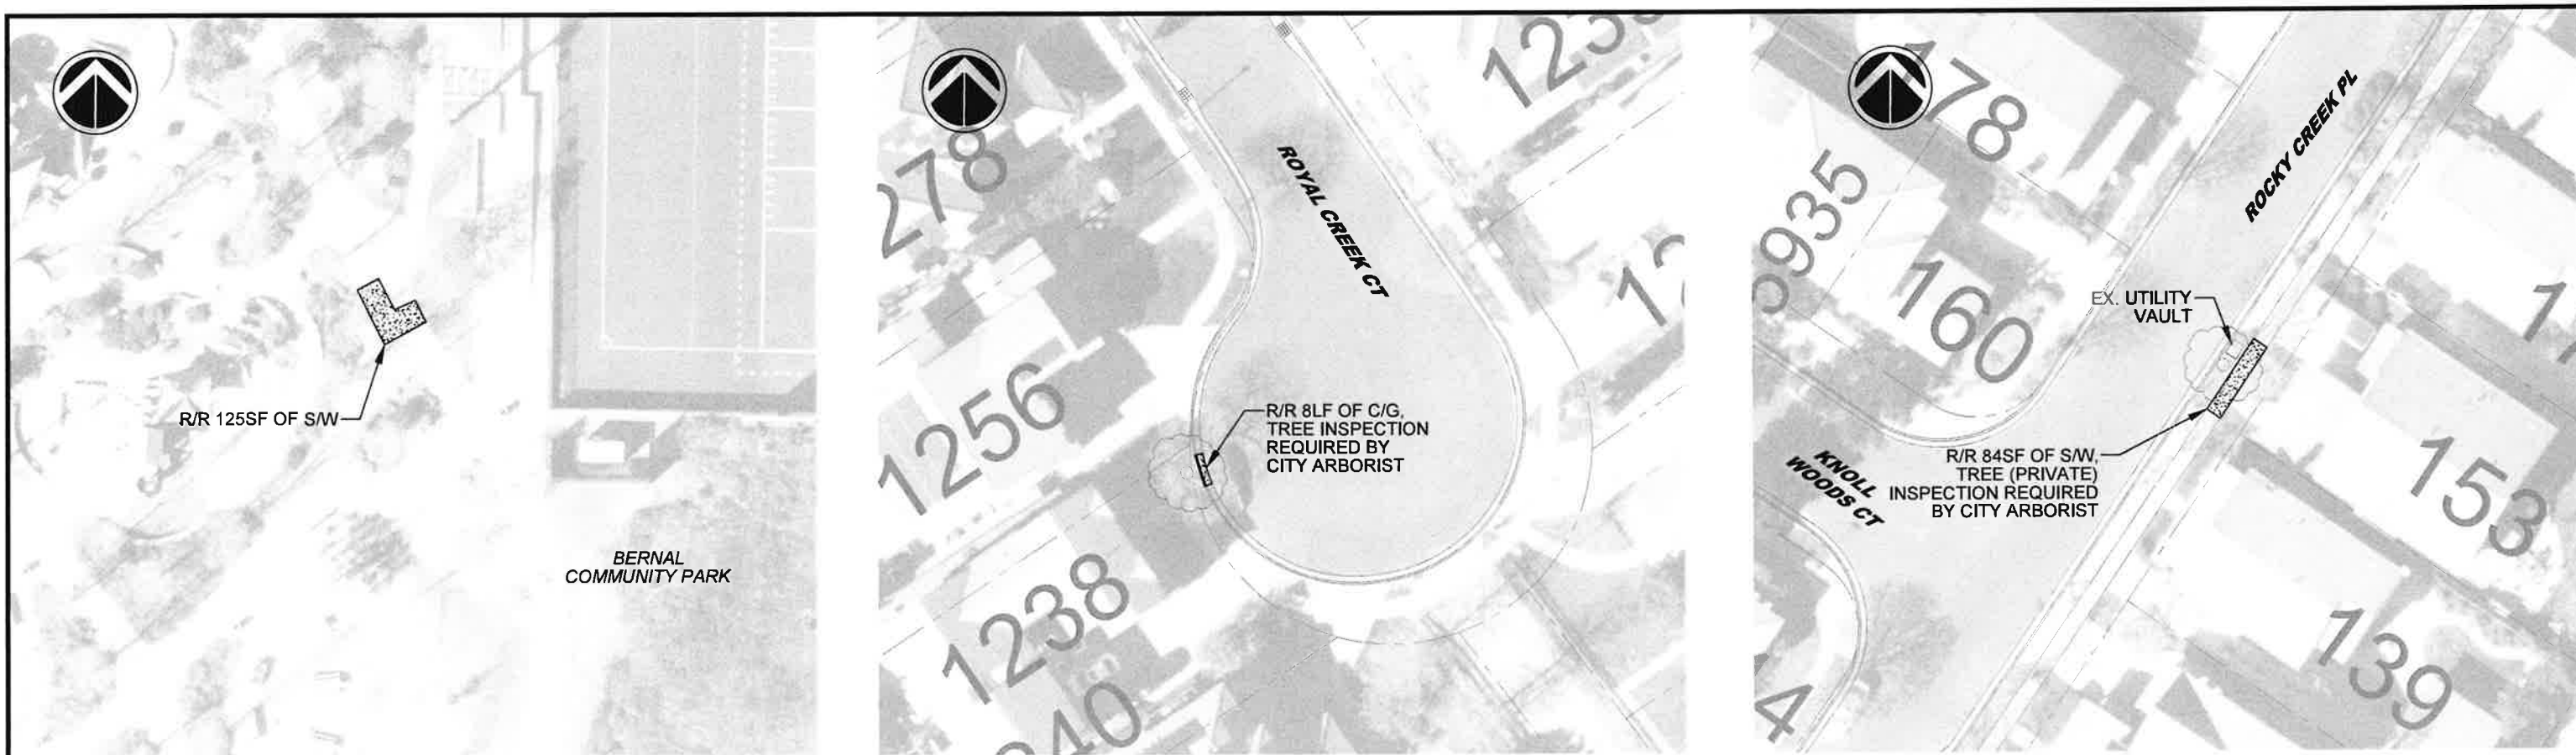 R/R 125SF OF S/W
BERNAL
COMMUNITY PARK
278
1256
1238
ROYAL CREEK CT
R/R 8LF OF C/G,
TREE INSPECTION
REQUIRED BY
CITY ARBORIST
178
160
ROCKY CREEK PL
EX. UTILITY
VAULT
KNOLL
WOODS CT
R/R 84SF OF S/W,
TREE (PRIVATE)
INSPECTION REQUIRED
BY CITY ARBORIST
153
139